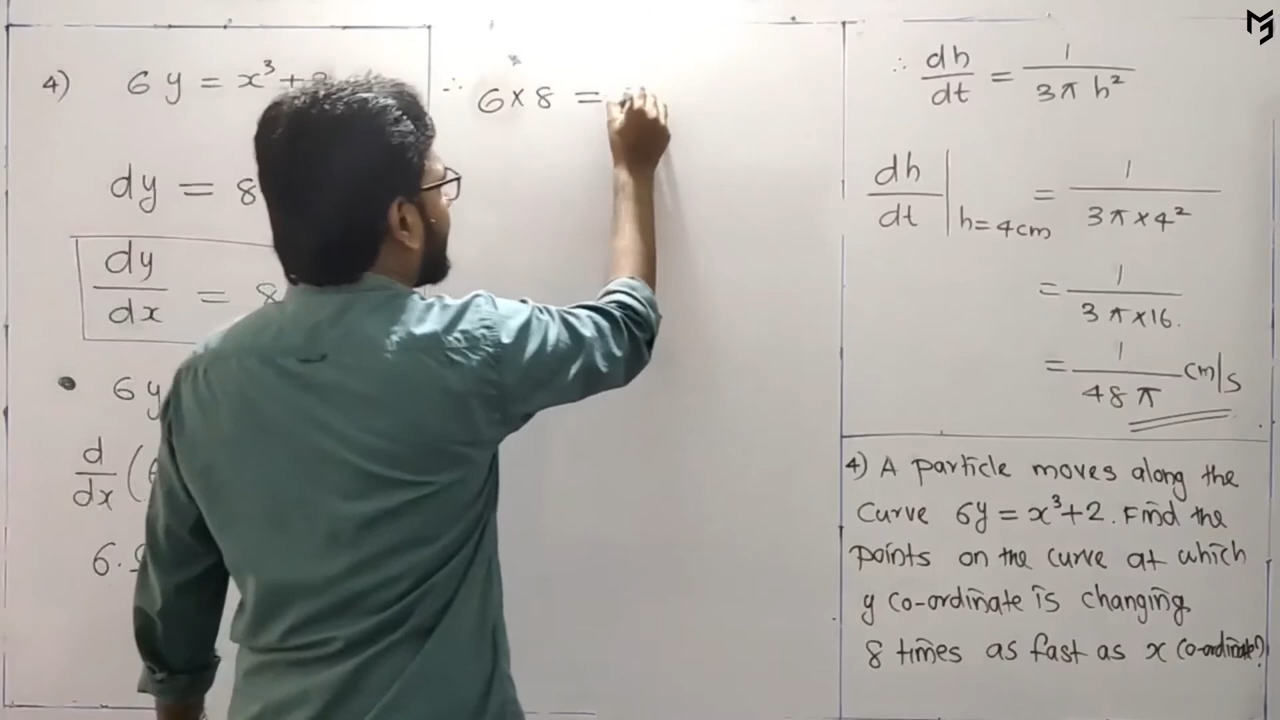 4) 6y = x³ +
dy = 8
dy/dx = 8
• 6y
d/dx (
6.
∴ 6 × 8 =
∴ dh/dt = 1/(3π h²)
dh/dt | h=4cm = 1/(3π×4²)
= 1/(3π×16.)
= 1/(48π) cm/s
4) A particle moves along the
curve 6y = x³+2. Find the
points on the curve at which
y co-ordinate is changing
8 times as fast as x co-ordinate?